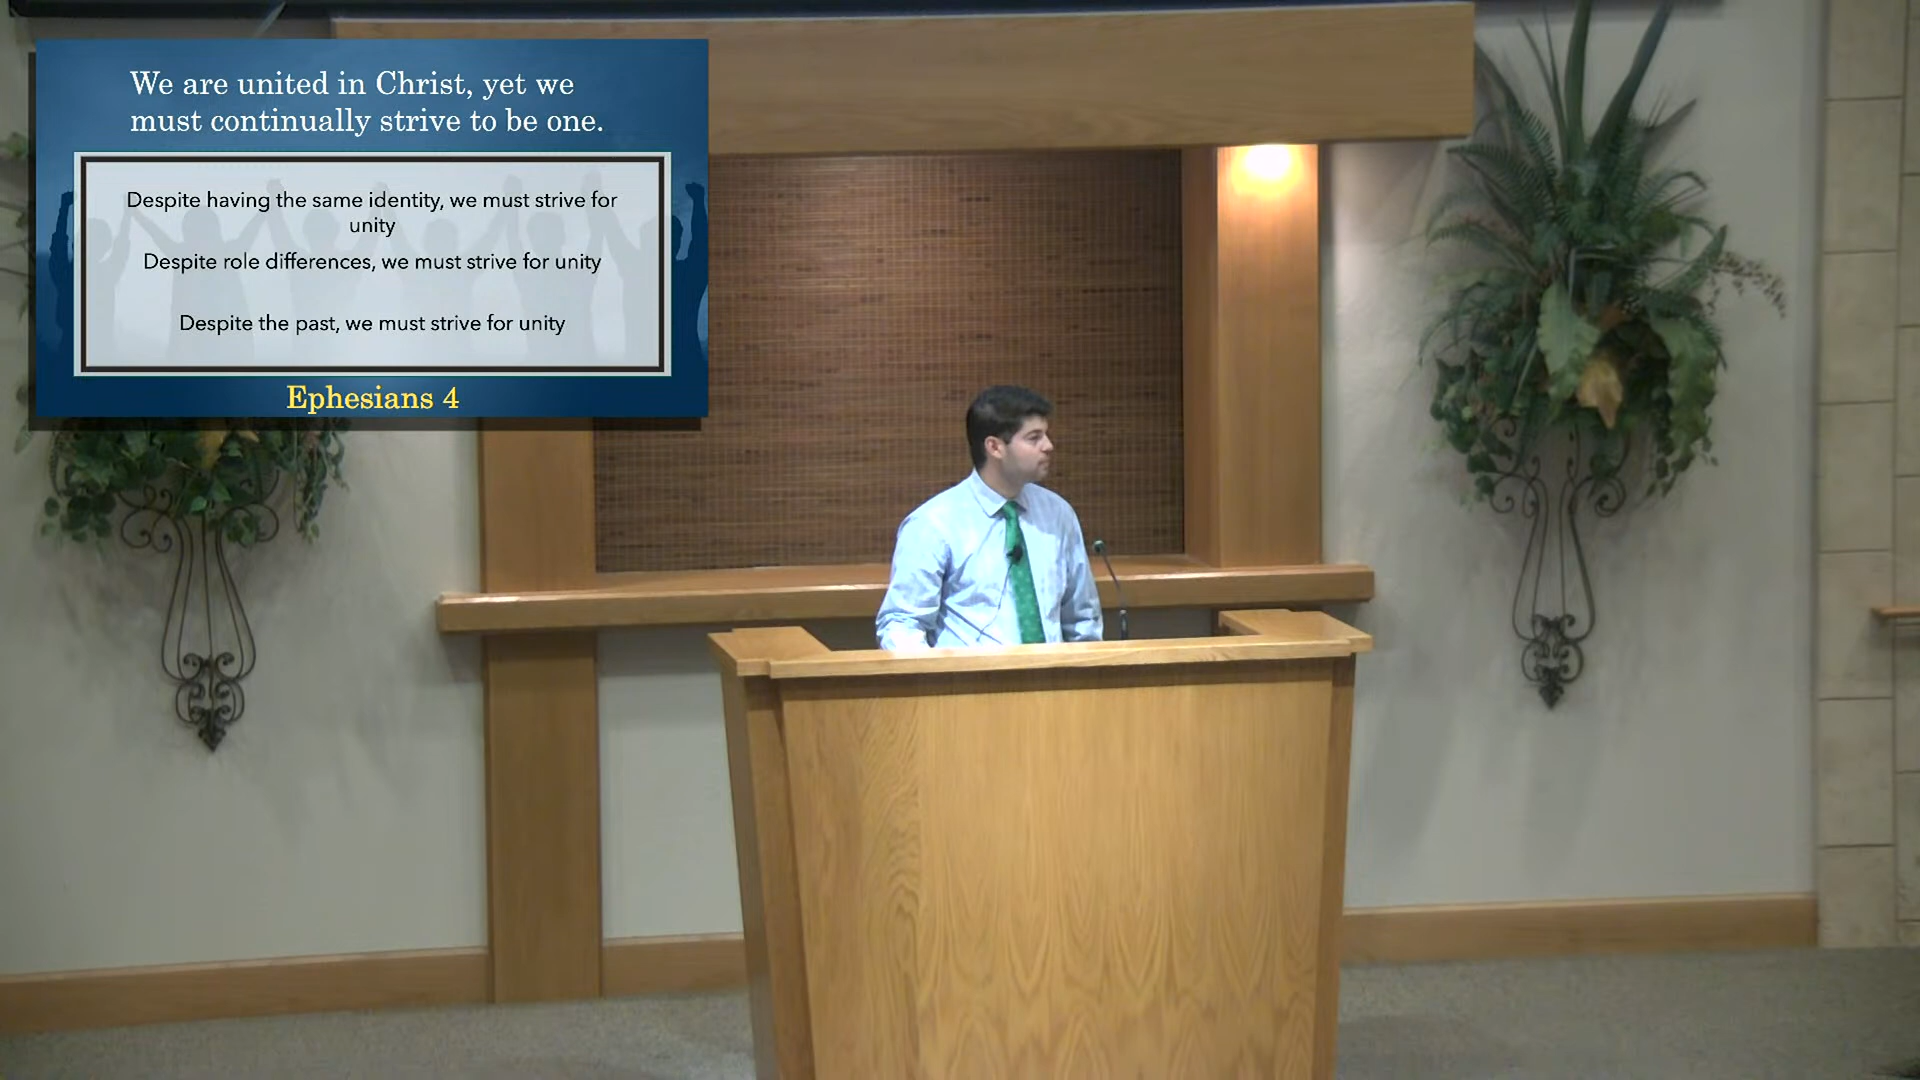 We are united in Christ, yet we
must continually strive to be one.
Despite having the same identity, we must strive for
unity
Despite role differences, we must strive for unity
Despite the past, we must strive for unity
Ephesians 4